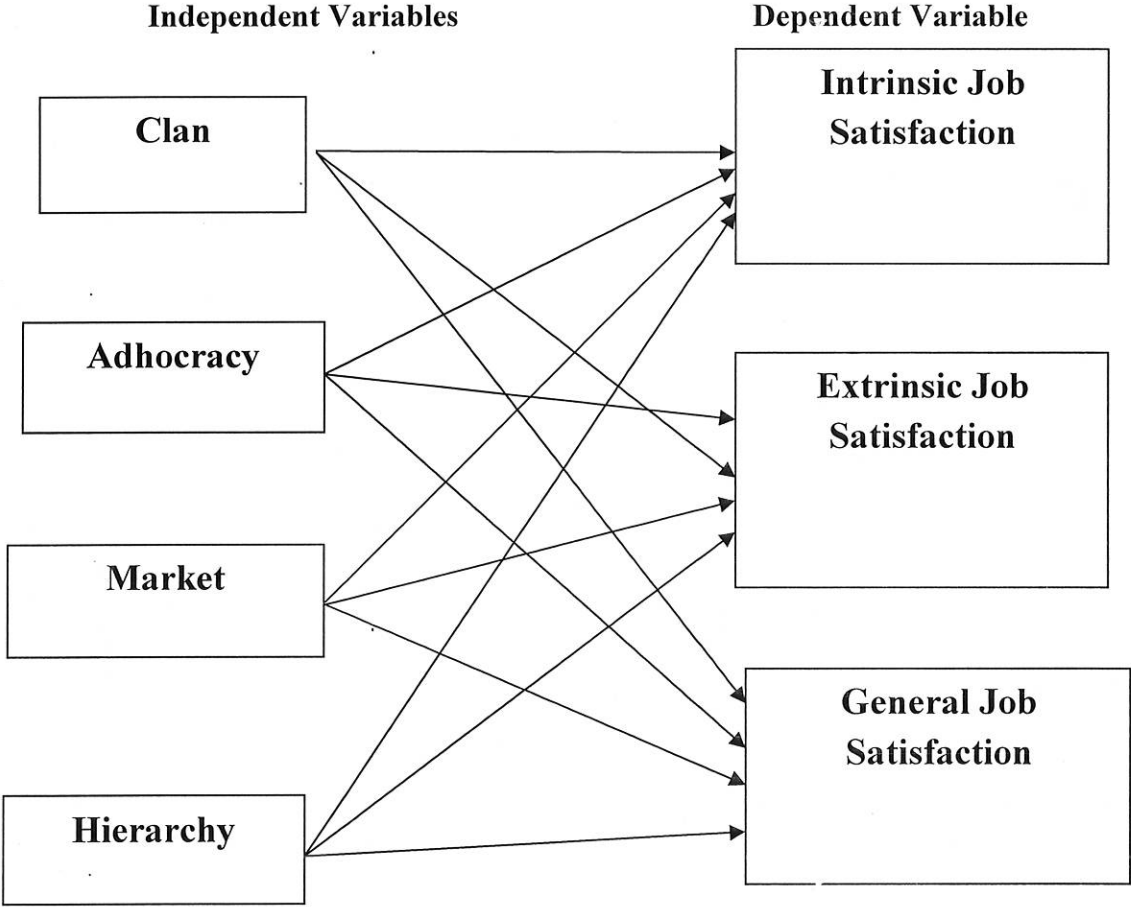 Independent Variables
Dependent Variable
Clan
Intrinsic Job
Satisfaction
Adhocracy
Extrinsic Job
Satisfaction
Market
General Job
Satisfaction
Hierarchy